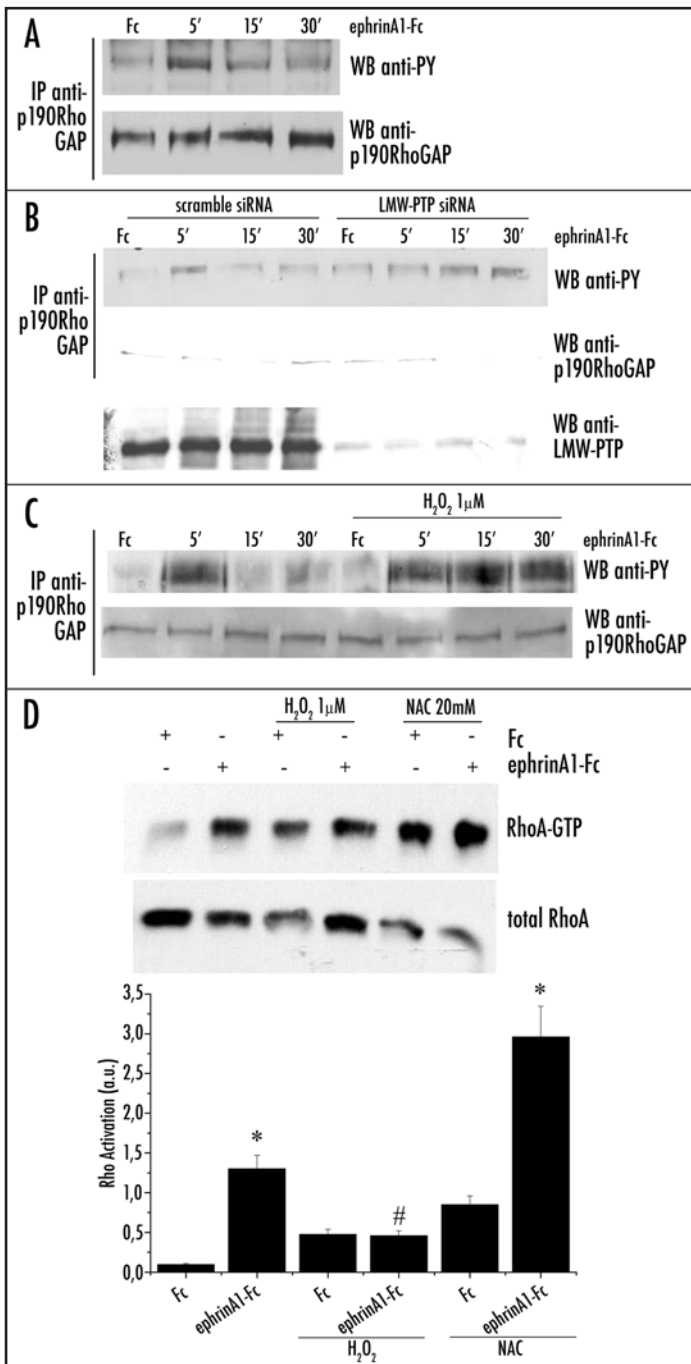 A
Fc 5′ 15′ 30′ ephrinA1-Fc
IP anti-
p190Rho
GAP
WB anti-PY
WB anti-
p190RhoGAP
B
scramble siRNA LMW-PTP siRNA
Fc 5′ 15′ 30′ Fc 5′ 15′ 30′ ephrinA1-Fc
IP anti-
p190Rho
GAP
WB anti-PY
WB anti-
p190RhoGAP
WB anti-
LMW-PTP
C
H₂O₂ 1μM
Fc 5′ 15′ 30′ Fc 5′ 15′ 30′ ephrinA1-Fc
IP anti-
p190Rho
GAP
WB anti-PY
WB anti-
p190RhoGAP
D
H₂O₂ 1μM NAC 20mM
+ - + - + - Fc
- + - + - + ephrinA1-Fc
RhoA-GTP
total RhoA
Rho Activation (a.u.)
3,5
3,0
2,5
2,0
1,5
1,0
0,5
0,0
* # *
Fc ephrinA1-Fc Fc ephrinA1-Fc Fc ephrinA1-Fc
H₂O₂ NAC